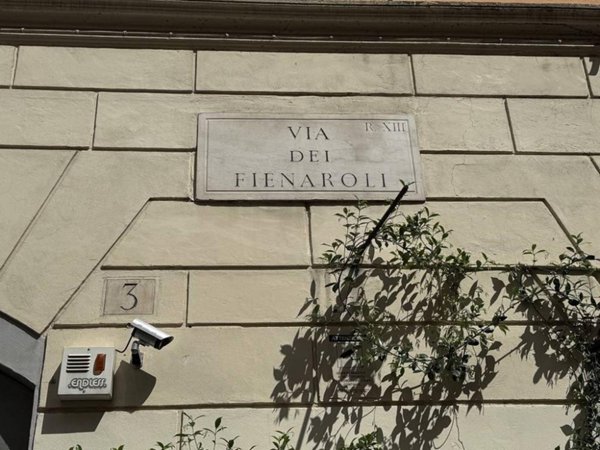 VIA
R. XIII
DEI
FIENAROLI
3
ENDLESS